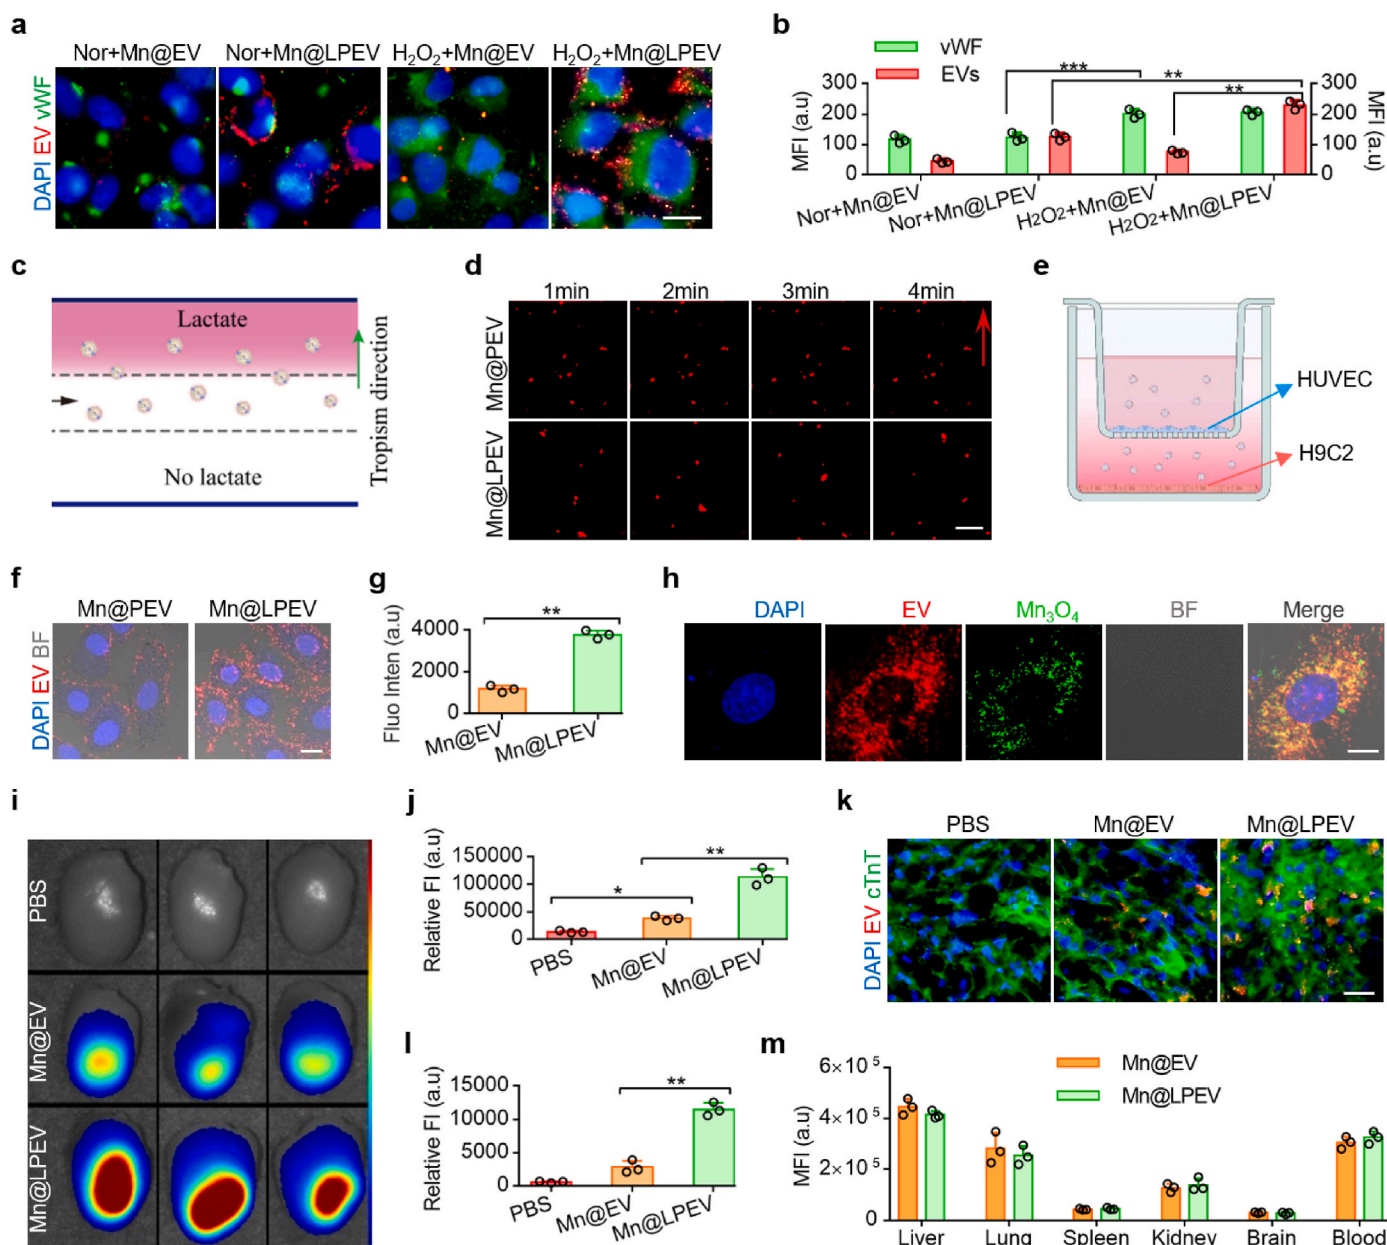 a
Nor+Mn@EV Nor+Mn@LPEV H₂O₂+Mn@EV H₂O₂+Mn@LPEV
DAPI EV vWF
b
vWF
EVs
*** ** **
MFI (a.u)
300
200
100
0
300
200
100
0
MFI (a.u)
Nor+Mn@EV
Nor+Mn@LPEV
H₂O₂+Mn@EV
H₂O₂+Mn@LPEV
c
Lactate
No lactate
Tropism direction
d
1min 2min 3min 4min
Mn@PEV
Mn@LPEV
e
HUVEC
H9C2
f
Mn@PEV Mn@LPEV
DAPI EV BF
g
**
Fluo Inten (a.u)
4000
2000
0
Mn@EV
Mn@LPEV
h
DAPI EV Mn₃O₄ BF Merge
i
PBS
Mn@EV
Mn@LPEV
j
**
*
Relative FI (a.u)
150000
100000
50000
0
PBS
Mn@EV
Mn@LPEV
k
PBS Mn@EV Mn@LPEV
DAPI EV cTnT
l
**
Relative FI (a.u)
15000
10000
5000
0
PBS
Mn@EV
Mn@LPEV
m
Mn@EV
Mn@LPEV
MFI (a.u)
6×10⁵
4×10⁵
2×10⁵
0
Liver Lung Spleen Kidney Brain Blood